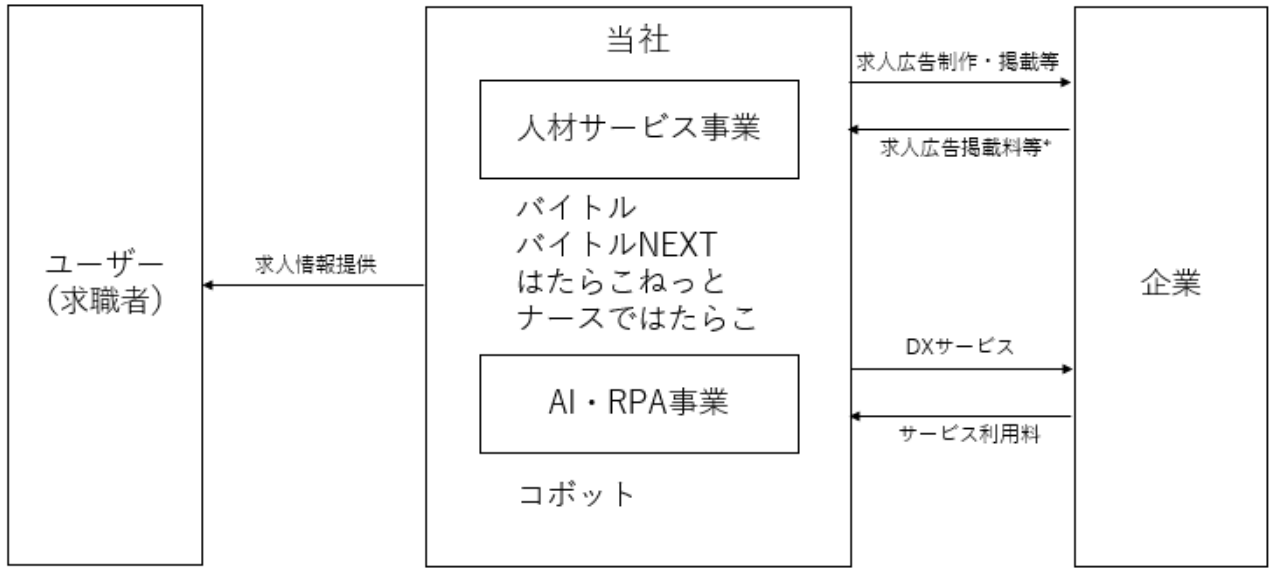 当社
人材サービス事業
バイトル
バイトルNEXT
はたらこねっと
ナースではたらこ
AI・RPA事業
コボット
ユーザー
(求職者)
求人情報提供
求人広告制作・掲載等
求人広告掲載料等*
DXサービス
サービス利用料
企業